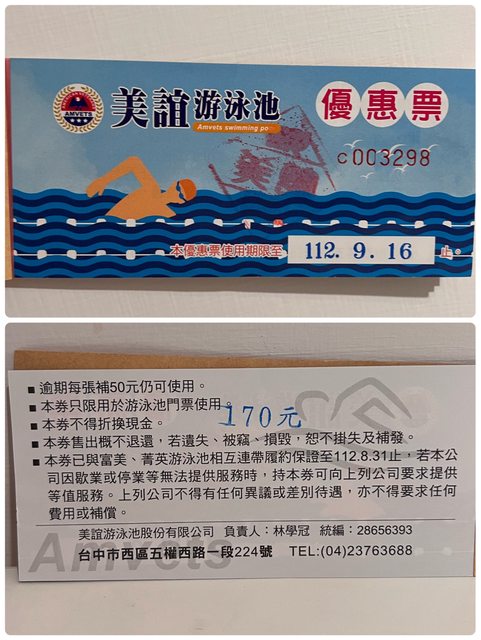 AMVETS
美誼游泳池
Amvets swimming po
優惠票
美誼
C003298
本優惠票使用期限至 112. 9. 16 止。
■ 逾期每張補50元仍可使用。
■ 本券只限用於游泳池門票使用。
170元
■ 本券不得折換現金。
■ 本券售出概不退還,若遺失、被竊、損毀,恕不掛失及補發。
■ 本券已與富美、菁英游泳池相互連帶履約保證至112.8.31止,若本公
司因歇業或停業等無法提供服務時,持本券可向上列公司要求提供
等值服務。上列公司不得有任何異議或差別待遇,亦不得要求任何
費用或補償。
美誼游泳池股份有限公司 負責人:林學冠 統編:28656393
台中市西區五權西路一段224號 TEL:(04)23763688
Amvets